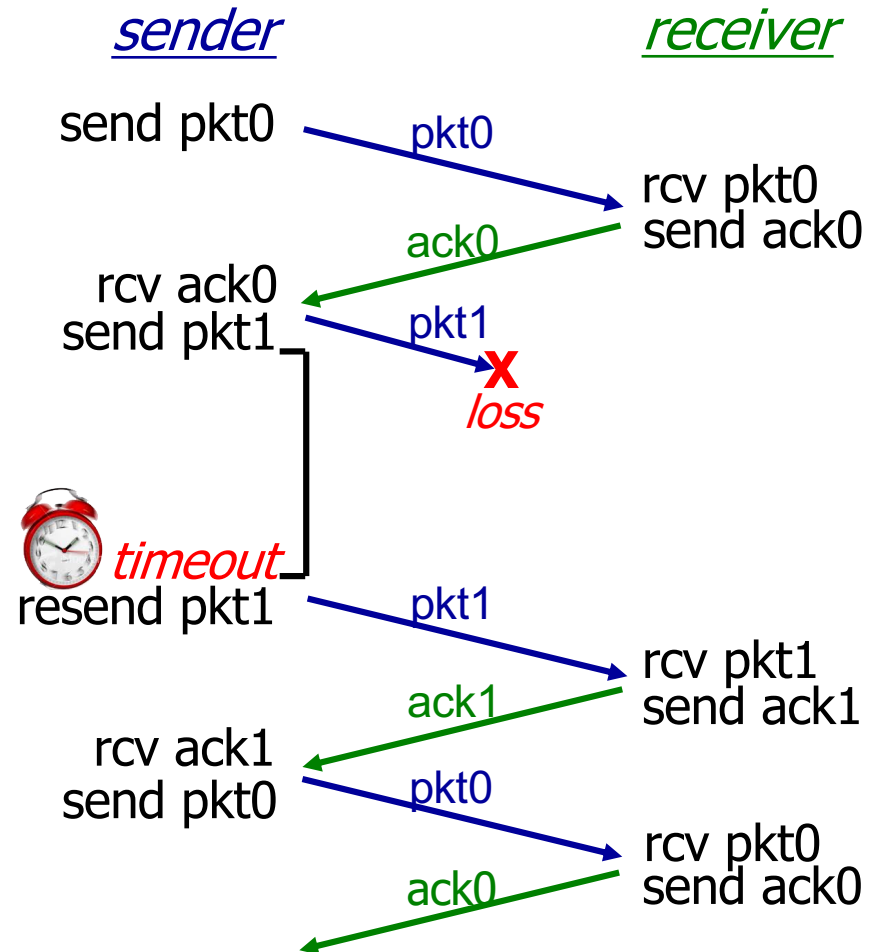 sender
receiver
send pkt0
pkt0
rcv pkt0
send ack0
ack0
rcv ack0
send pkt1
pkt1
X
loss
timeout
resend pkt1
pkt1
rcv pkt1
send ack1
ack1
rcv ack1
send pkt0
pkt0
rcv pkt0
send ack0
ack0